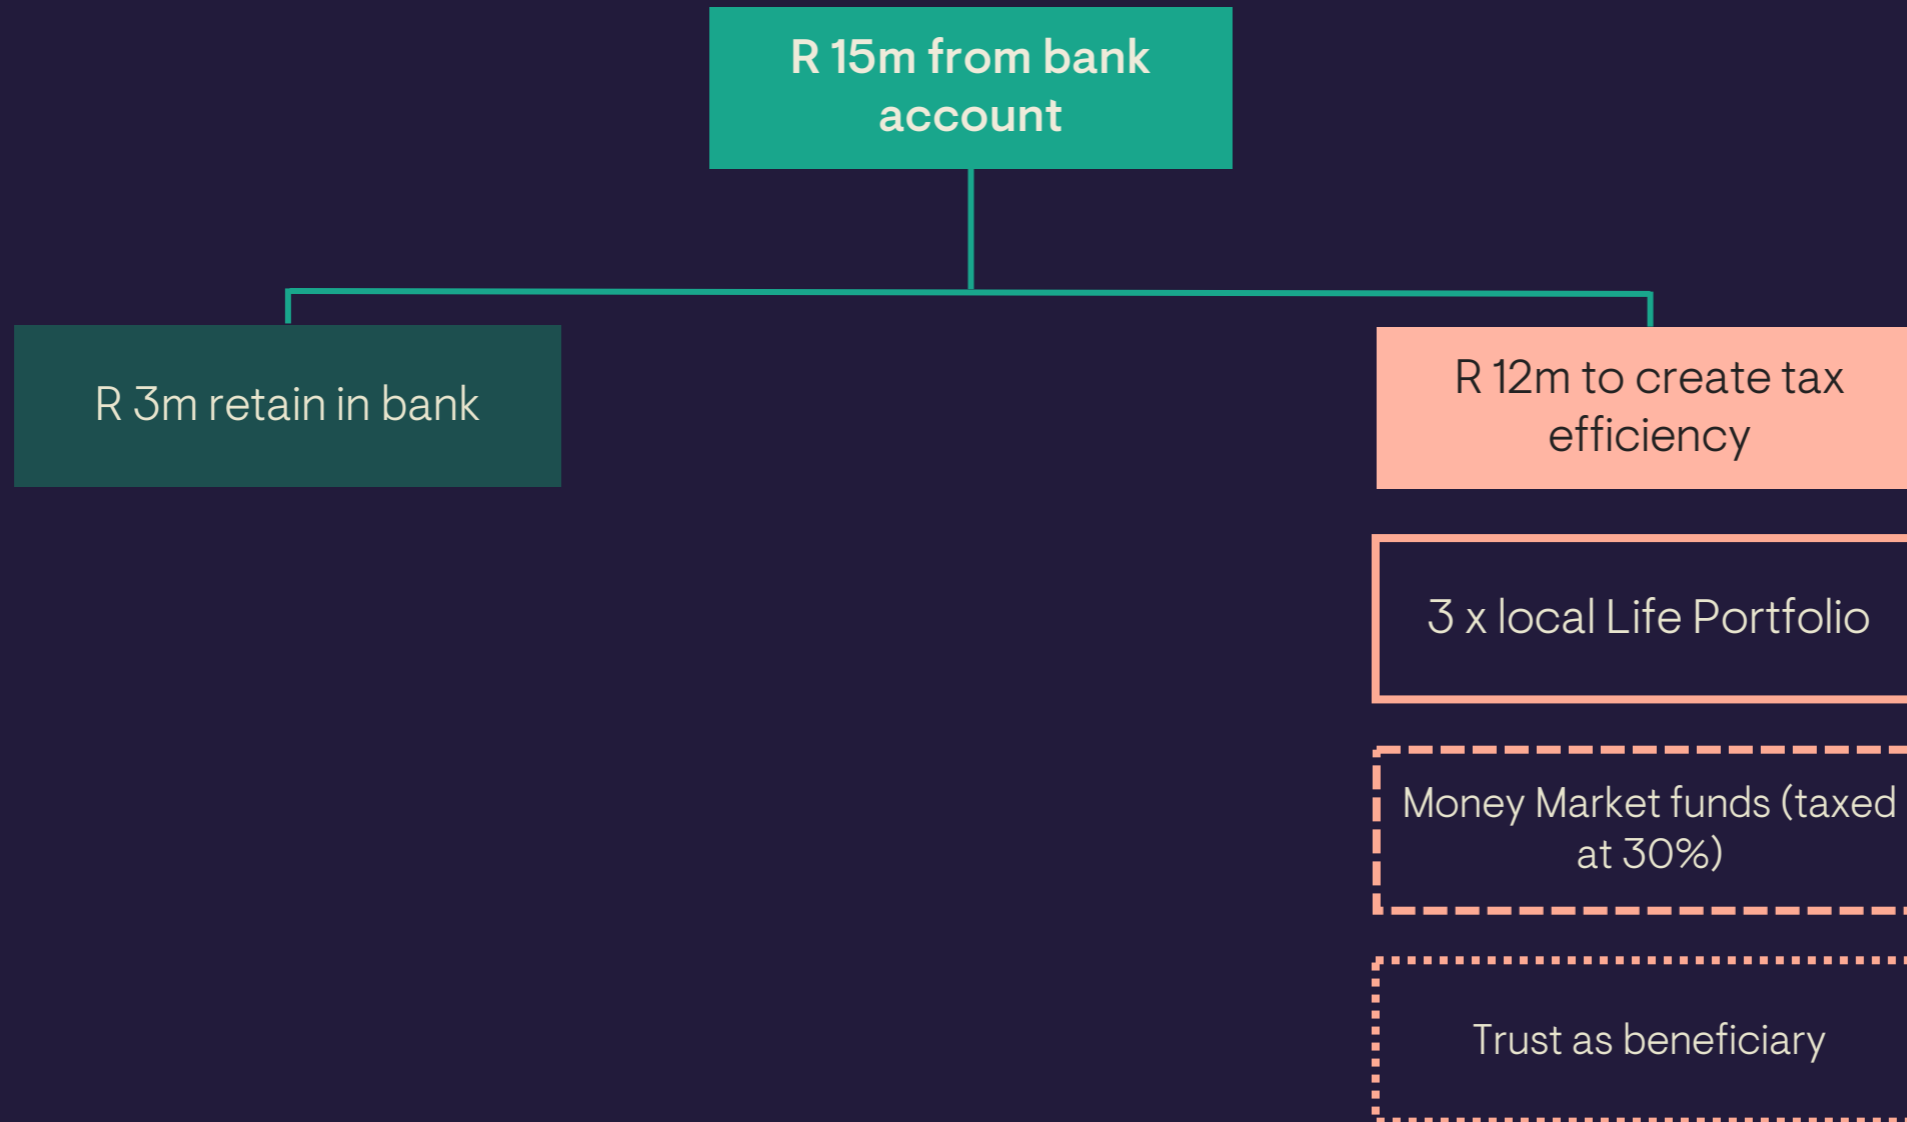 R 15m from bank
account
R 3m retain in bank
R 12m to create tax
efficiency
3 x local Life Portfolio
Money Market funds (taxed
at 30%)
Trust as beneficiary